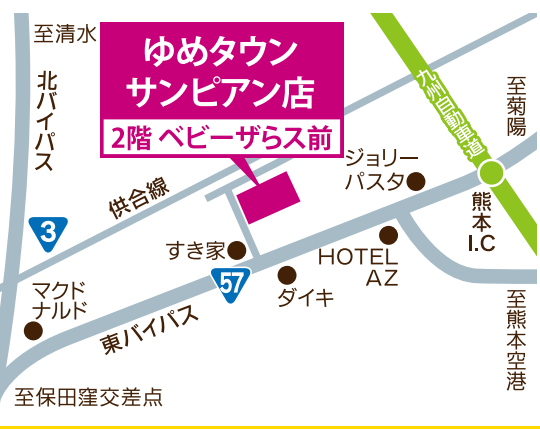 至清水
ゆめタウン
サンピアン店
2階 ベビーザらス前
北バイパス
九州自動車道
至菊陽
ジョリー
パスタ
供合線
熊本
I.C
3
すき家
HOTEL
AZ
57
ダイキ
マクド
ナルド
東バイパス
至熊本空港
至保田窪交差点